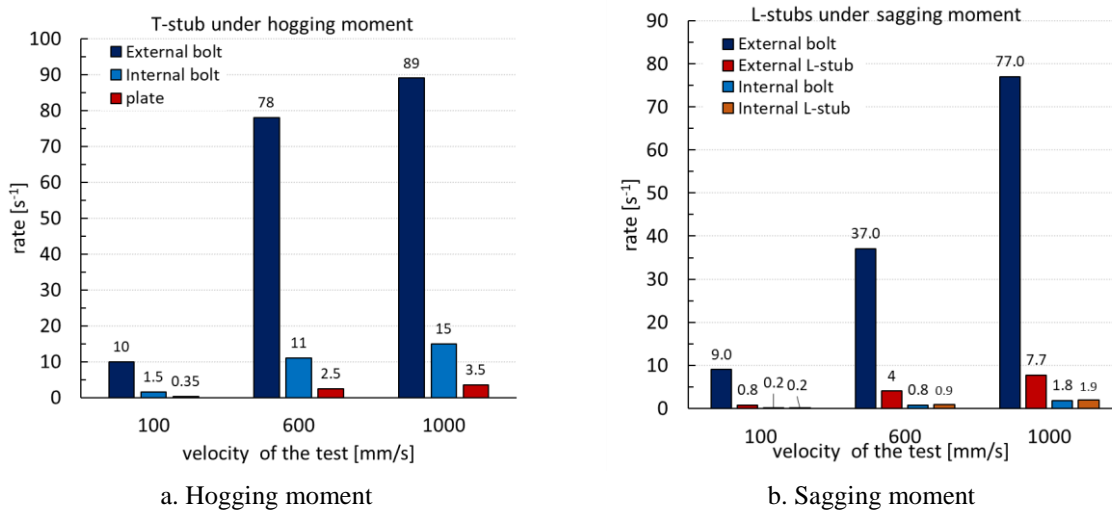 T-stub under hogging moment
100
90
80
70
60
50
40
30
20
10
0
rate [s⁻¹]
External bolt
Internal bolt
plate
10
1.5
0.35
78
11
2.5
89
15
3.5
100 600 1000
velocity of the test [mm/s]
a. Hogging moment
L-stubs under sagging moment
90
80
70
60
50
40
30
20
10
0
rate [s⁻¹]
External bolt
External L-stub
Internal bolt
Internal L-stub
9.0
0.8
0.2
0.2
37.0
4
0.8
0.9
77.0
7.7
1.8
1.9
100 600 1000
velocity of the test [mm/s]
b. Sagging moment